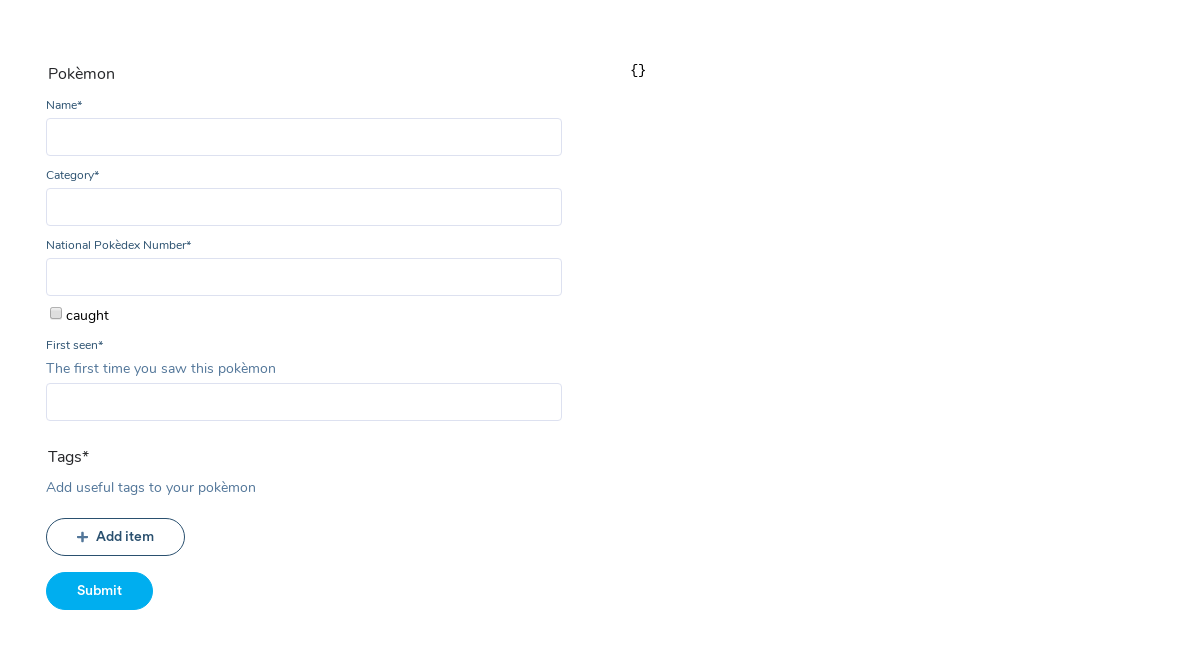 Pokèmon
{}
Name*
Category*
National Pokèdex Number*
caught
First seen*
The first time you saw this pokèmon
Tags*
Add useful tags to your pokèmon
+ Add item
Submit